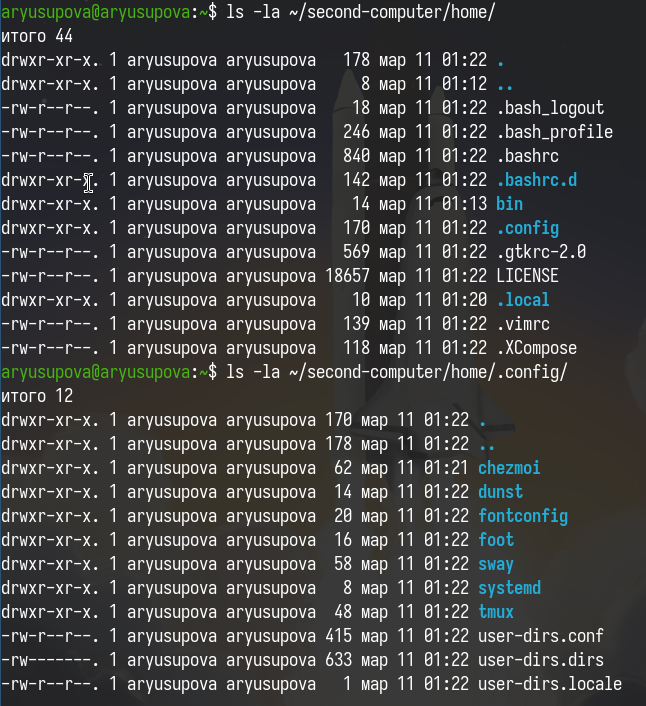 aryusupova@aryusupova:~$ ls -la ~/second-computer/home/
итого 44
drwxr-xr-x. 1 aryusupova aryusupova   178 мар 11 01:22 .
drwxr-xr-x. 1 aryusupova aryusupova     8 мар 11 01:12 ..
-rw-r--r--. 1 aryusupova aryusupova    18 мар 11 01:22 .bash_logout
-rw-r--r--. 1 aryusupova aryusupova   246 мар 11 01:22 .bash_profile
-rw-r--r--. 1 aryusupova aryusupova   840 мар 11 01:22 .bashrc
drwxr-xr-x. 1 aryusupova aryusupova   142 мар 11 01:22 .bashrc.d
drwxr-xr-x. 1 aryusupova aryusupova    14 мар 11 01:13 bin
drwxr-xr-x. 1 aryusupova aryusupova   170 мар 11 01:22 .config
-rw-r--r--. 1 aryusupova aryusupova   569 мар 11 01:22 .gtkrc-2.0
-rw-r--r--. 1 aryusupova aryusupova 18657 мар 11 01:22 LICENSE
drwxr-xr-x. 1 aryusupova aryusupova    10 мар 11 01:20 .local
-rw-r--r--. 1 aryusupova aryusupova   139 мар 11 01:22 .vimrc
-rw-r--r--. 1 aryusupova aryusupova   118 мар 11 01:22 .XCompose
aryusupova@aryusupova:~$ ls -la ~/second-computer/home/.config/
итого 12
drwxr-xr-x. 1 aryusupova aryusupova 170 мар 11 01:22 .
drwxr-xr-x. 1 aryusupova aryusupova 178 мар 11 01:22 ..
drwxr-xr-x. 1 aryusupova aryusupova  62 мар 11 01:21 chezmoi
drwxr-xr-x. 1 aryusupova aryusupova  14 мар 11 01:22 dunst
drwxr-xr-x. 1 aryusupova aryusupova  20 мар 11 01:22 fontconfig
drwxr-xr-x. 1 aryusupova aryusupova  16 мар 11 01:22 foot
drwxr-xr-x. 1 aryusupova aryusupova  58 мар 11 01:22 sway
drwxr-xr-x. 1 aryusupova aryusupova   8 мар 11 01:22 systemd
drwxr-xr-x. 1 aryusupova aryusupova  48 мар 11 01:22 tmux
-rw-r--r--. 1 aryusupova aryusupova 415 мар 11 01:22 user-dirs.conf
-rw-------. 1 aryusupova aryusupova 633 мар 11 01:22 user-dirs.dirs
-rw-r--r--. 1 aryusupova aryusupova   1 мар 11 01:22 user-dirs.locale